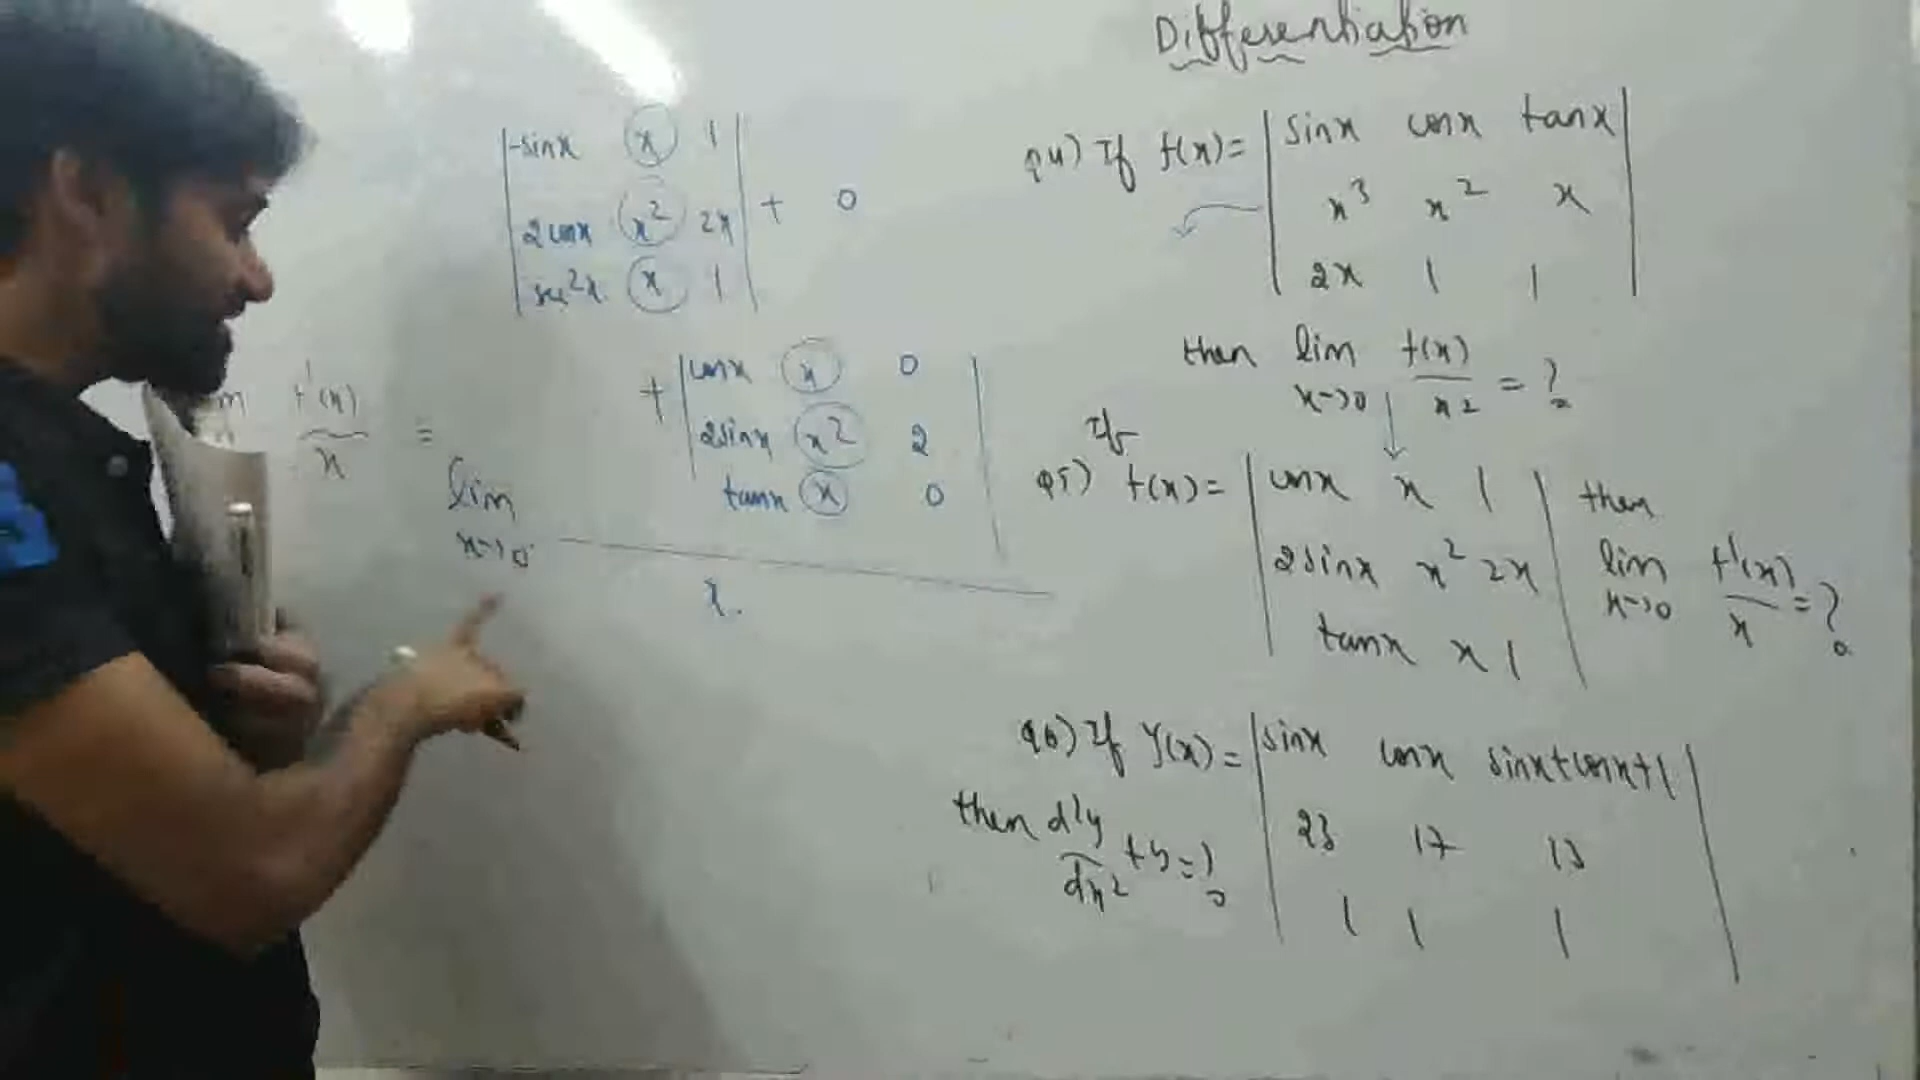 Differentiation
-sinx x 1
2cosx x² 2x + 0
sec²x x 1
f'(x)/x = lim x→0
+ cosx x 0
2sinx x² 2
tanx x 0
x.
Q4) If f(x) = | sinx cosx tanx |
x³ x² x
2x 1 1
then lim x→0 f(x)/x² = ?
If
Q5) f(x) = | cosx x 1 | then
2sinx x² 2x lim x→0 f'(x)/x = ?
tanx x 1
Q6) If y(x) = | sinx cosx sinx+cosx+1 |
then d²y/dx² + y = ? 23 17 13
1 1 1